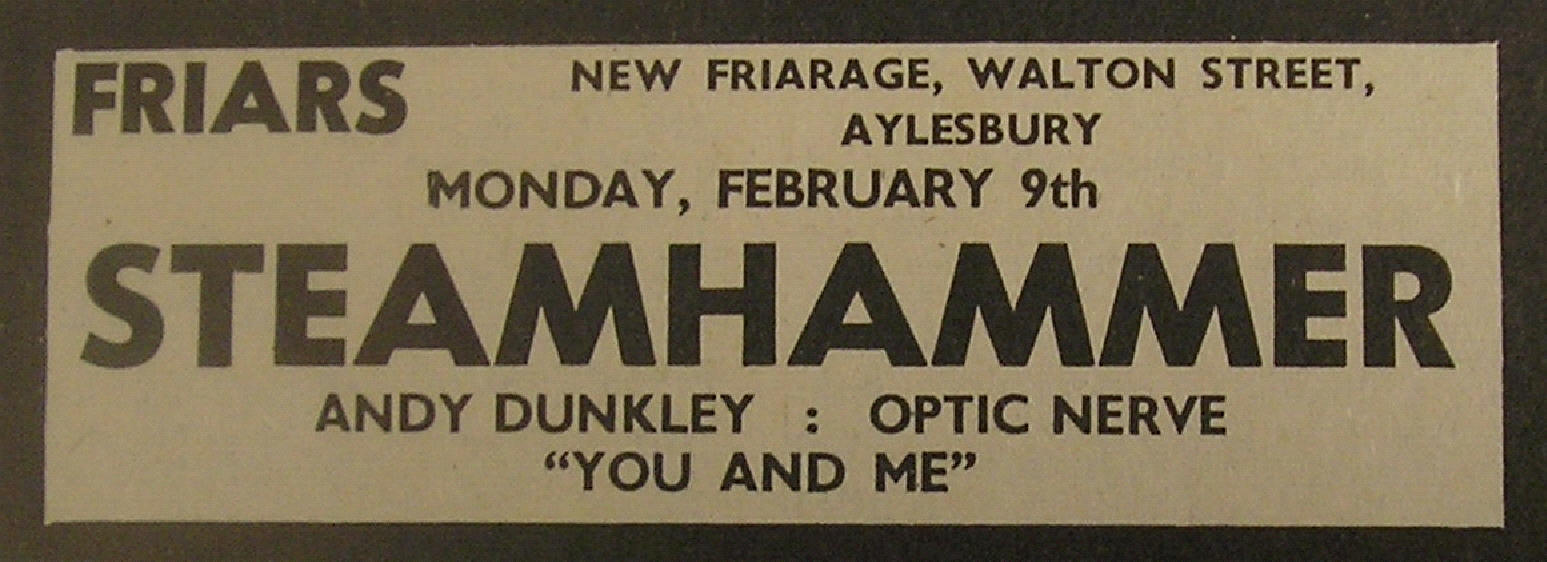 FRIARS
NEW FRIARAGE, WALTON STREET,
AYLESBURY
MONDAY, FEBRUARY 9th
STEAMHAMMER
ANDY DUNKLEY : OPTIC NERVE
“YOU AND ME”